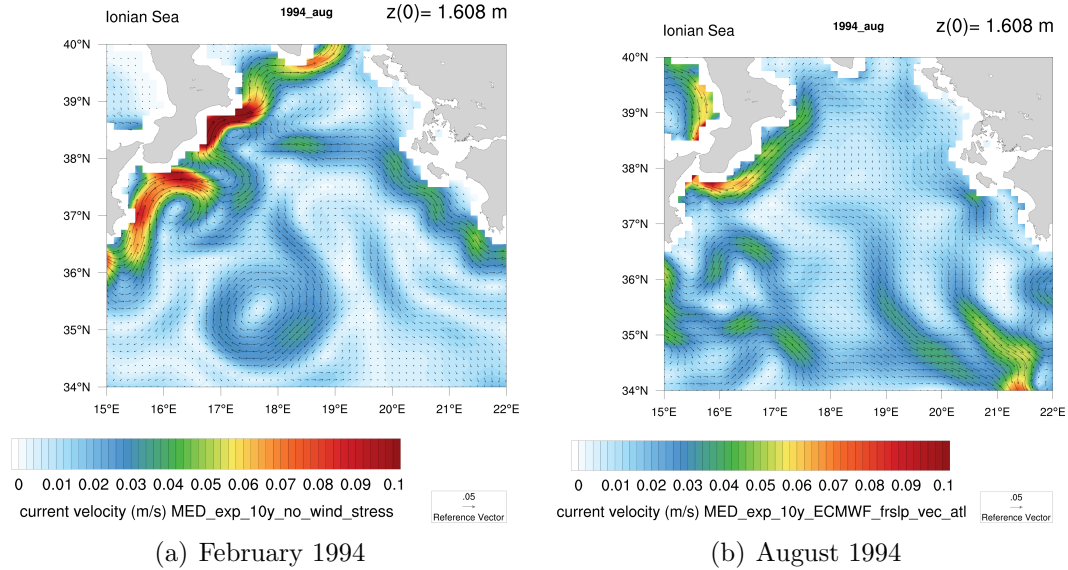 Ionian Sea 1994_aug z(0)= 1.608 m
40°N
39°N
38°N
37°N
36°N
35°N
34°N
15°E 16°E 17°E 18°E 19°E 20°E 21°E 22°E
0 0.01 0.02 0.03 0.04 0.05 0.06 0.07 0.08 0.09 0.1
current velocity (m/s) MED_exp_10y_no_wind_stress
.05
Reference Vector
(a) February 1994
Ionian Sea 1994_aug z(0)= 1.608 m
40°N
39°N
38°N
37°N
36°N
35°N
34°N
15°E 16°E 17°E 18°E 19°E 20°E 21°E 22°E
0 0.01 0.02 0.03 0.04 0.05 0.06 0.07 0.08 0.09 0.1
current velocity (m/s) MED_exp_10y_ECMWF_frslp_vec_atl
.05
Reference Vector
(b) August 1994